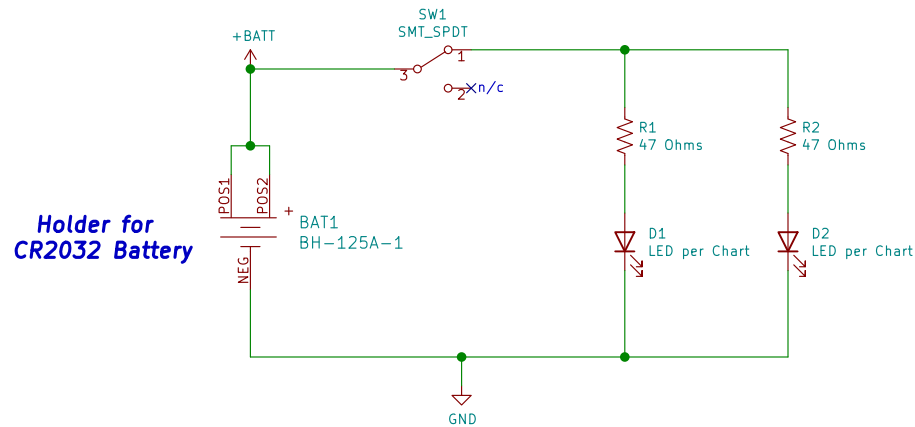 SW1
SMT_SPDT
+BATT
1
3
2
n/c
R1
47 Ohms
R2
47 Ohms
POS1
POS2
+
Holder for
CR2032 Battery
BAT1
BH-125A-1
NEG
D1
LED per Chart
D2
LED per Chart
GND